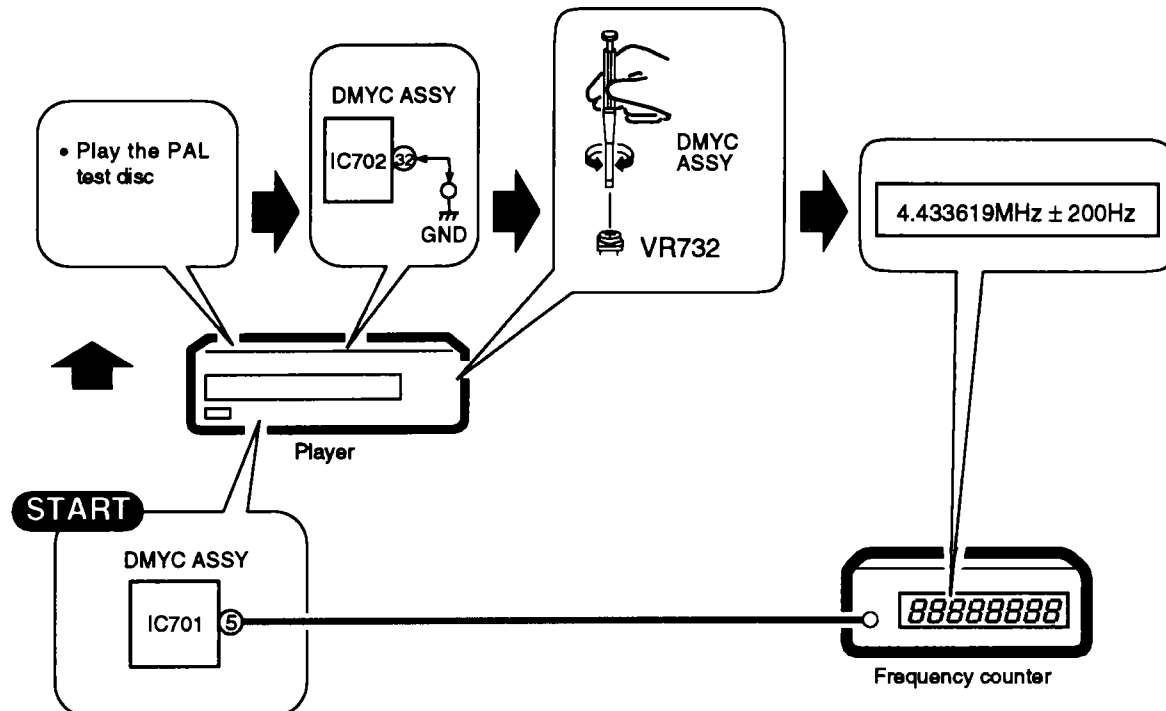 • Play the PAL
test disc
DMYC ASSY
IC702
32
GND
DMYC
ASSY
VR732
4.433619MHz ± 200Hz
Player
START
DMYC ASSY
IC701
5
88888888
Frequency counter